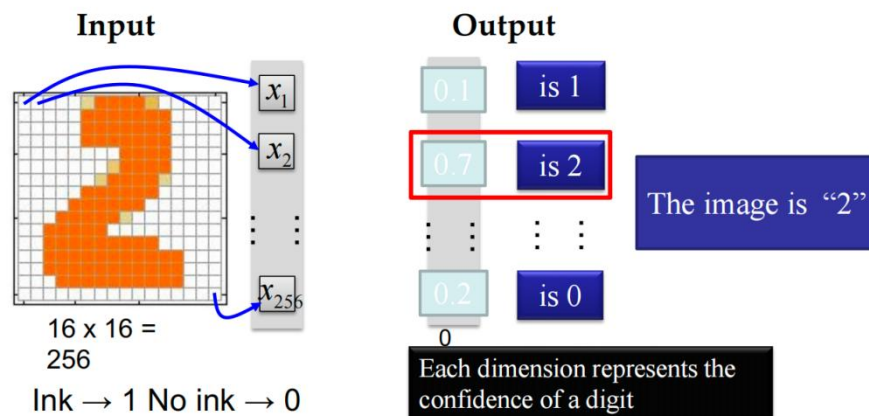 Input
x1
x2
⋮ ⋮
x256
16 x 16 =
256
Ink → 1 No ink → 0
Output
0.1 is 1
0.7 is 2
⋮ ⋮ ⋮ ⋮
0.2 is 0
0
The image is “2”
Each dimension represents the
confidence of a digit